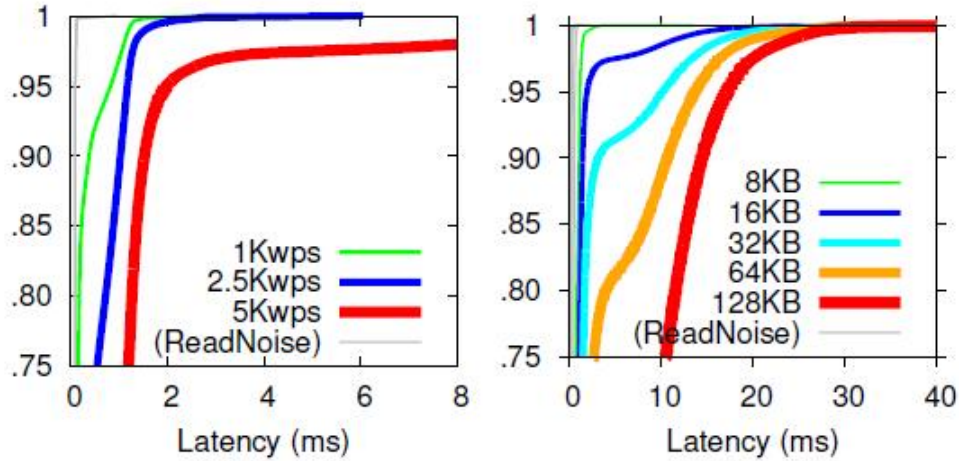 1
.95
.90
.85
.80
.75
1Kwps
2.5Kwps
5Kwps
(ReadNoise)
0 2 4 6 8
Latency (ms)
1
.95
.90
.85
.80
.75
8KB
16KB
32KB
64KB
128KB
(ReadNoise)
0 10 20 30 40
Latency (ms)